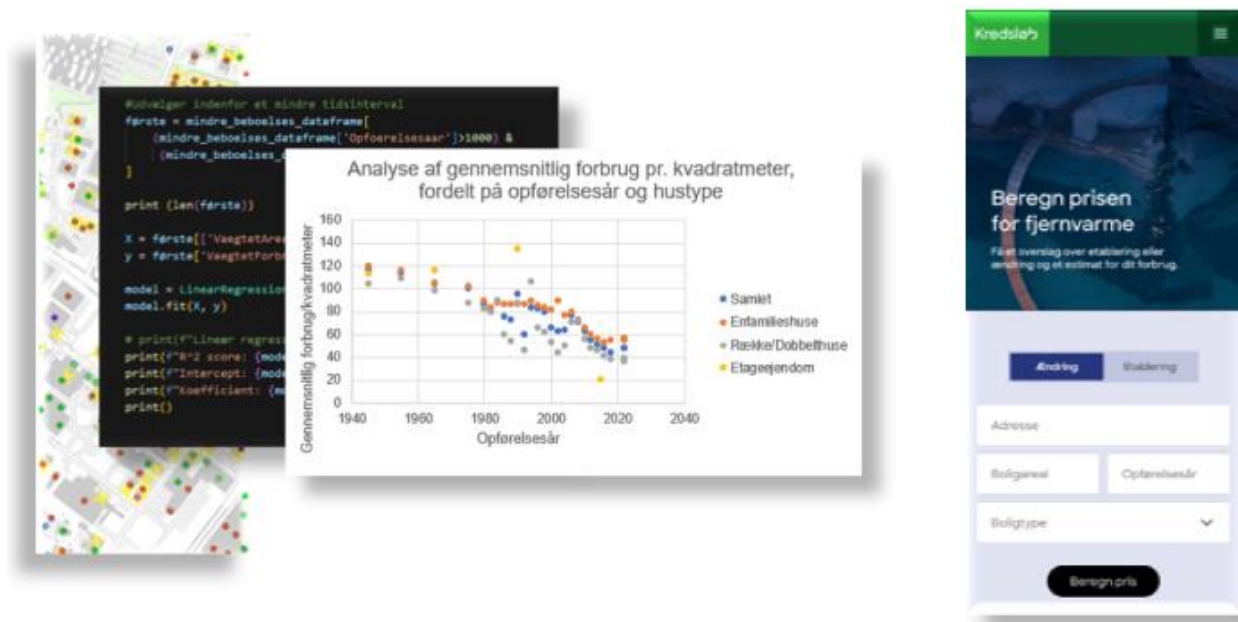 #Udvælger indenfor et mindre tidsinterval
første = mindre_beboelses_dataframe[
(mindre_beboelses_dataframe['Opfoerelsesaar']>1000) &
(mindre_beboelses_d
]
print (len(første))
X = første[['VaegtetArea
y = første['VaegtetForb
model = LinearRegression
model.fit(X, y)
# print(f"Linear regress
print(f"R^2 score: {mode
print(f"Intercept: {mode
print(f"Koefficient: {mo
print()
Analyse af gennemsnitlig forbrug pr. kvadratmeter,
fordelt på opførelsesår og hustype
Gennemsnitlig forbrug/kvadratmeter
160
140
120
100
80
60
40
20
0
1940
1960
1980
2000
2020
2040
Opførelsesår
Samlet
Enfamilieshuse
Række/Dobbelthuse
Etageejendom
Kredsløb
Beregn prisen
for fjernvarme
Få et overslag over etablering eller
ændring og et estimat for dit forbrug.
Ændring
Etablering
Adresse
Boligareal
Opførelsesår
Boligtype
Beregn pris